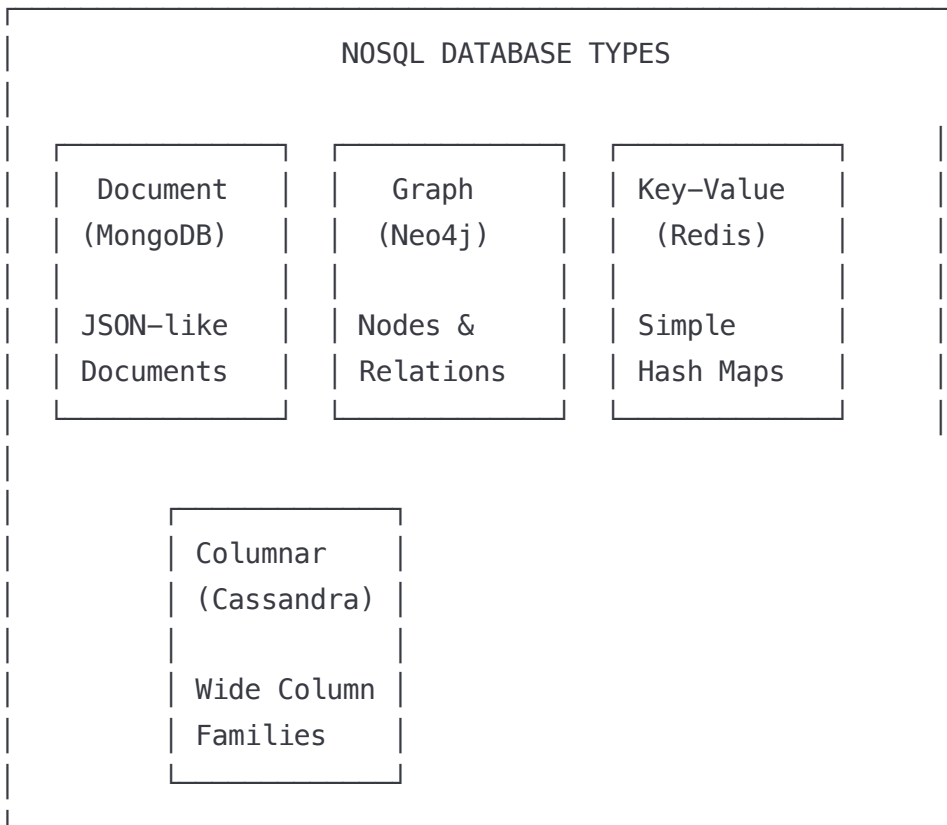 NOSQL DATABASE TYPES
Document Graph Key-Value
(MongoDB) (Neo4j) (Redis)
JSON-like Nodes & Simple
Documents Relations Hash Maps
Columnar
(Cassandra)
Wide Column
Families